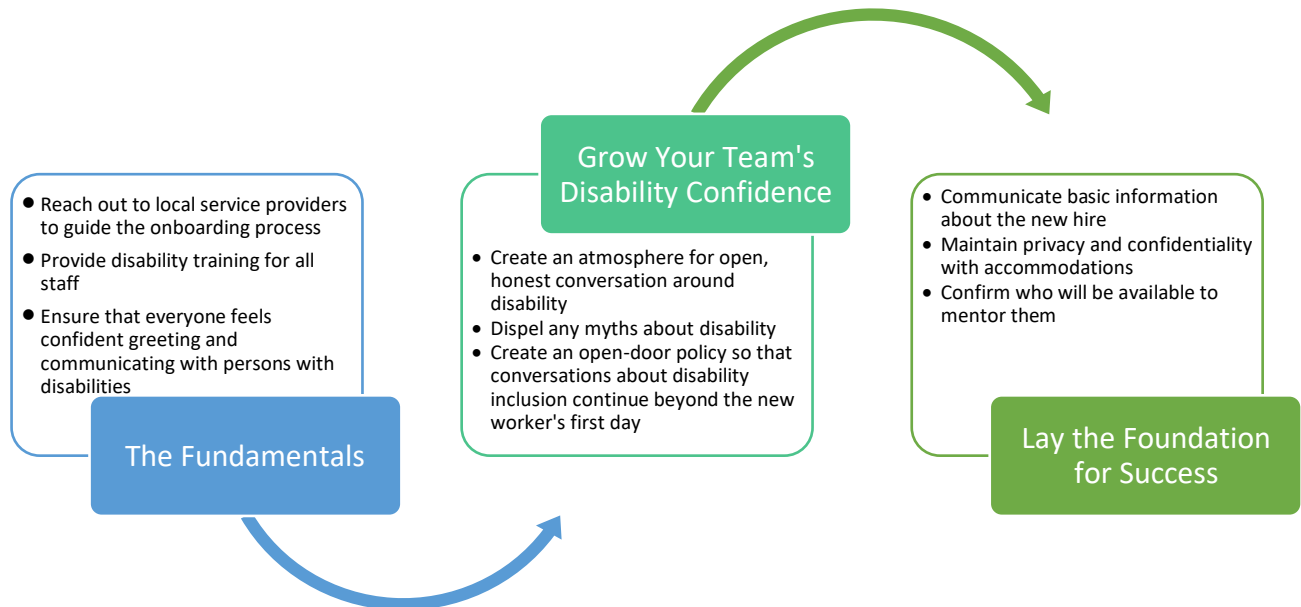 ● Reach out to local service providers
to guide the onboarding process
● Provide disability training for all
staff
● Ensure that everyone feels
confident greeting and
communicating with persons with
disabilities
The Fundamentals
Grow Your Team's
Disability Confidence
• Create an atmosphere for open,
honest conversation around
disability
• Dispel any myths about disability
• Create an open-door policy so that
conversations about disability
inclusion continue beyond the new
worker's first day
• Communicate basic information
about the new hire
• Maintain privacy and confidentiality
with accommodations
• Confirm who will be available to
mentor them
Lay the Foundation
for Success